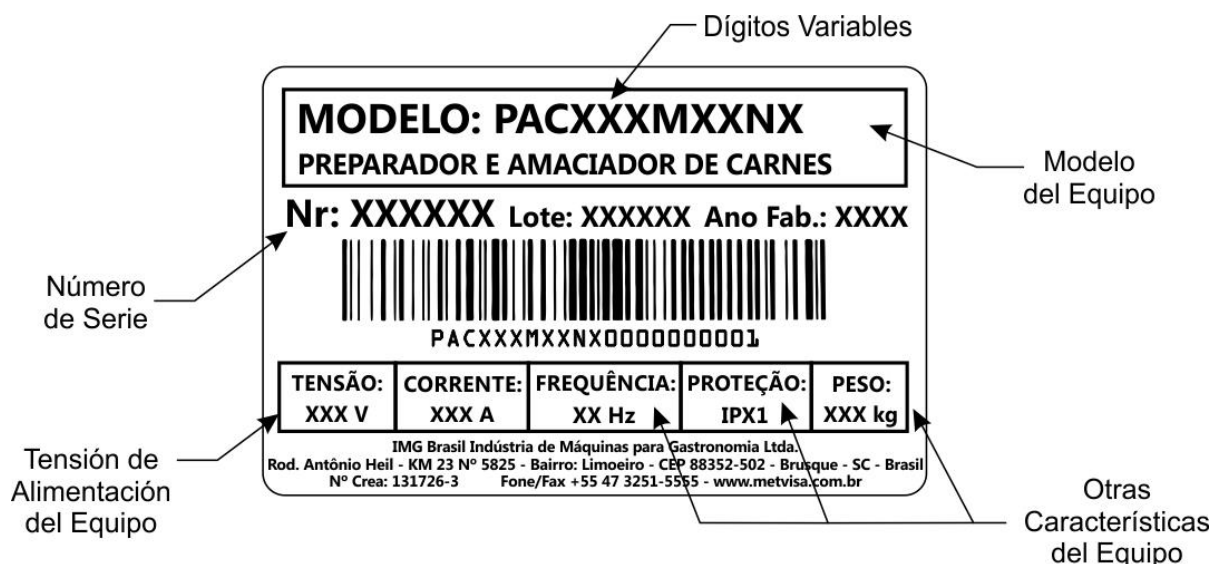 Dígitos Variables
MODELO: PACXXXMXXNX
PREPARADOR E AMACIADOR DE CARNES
Modelo
del Equipo
Nr: XXXXXX Lote: XXXXXX Ano Fab.: XXXX
Número
de Serie
PACXXXMXXNX0000000001
TENSÃO: CORRENTE: FREQUÊNCIA: PROTEÇÃO: PESO:
XXX V XXX A XX Hz IPX1 XXX kg
IMG Brasil Indústria de Máquinas para Gastronomia Ltda.
Rod. Antônio Heil - KM 23 Nº 5825 - Bairro: Limoeiro - CEP 88352-502 - Brusque - SC - Brasil
Nº Crea: 131726-3 Fone/Fax +55 47 3251-5555 - www.metvisa.com.br
Tensión de
Alimentación
del Equipo
Otras
Características
del Equipo